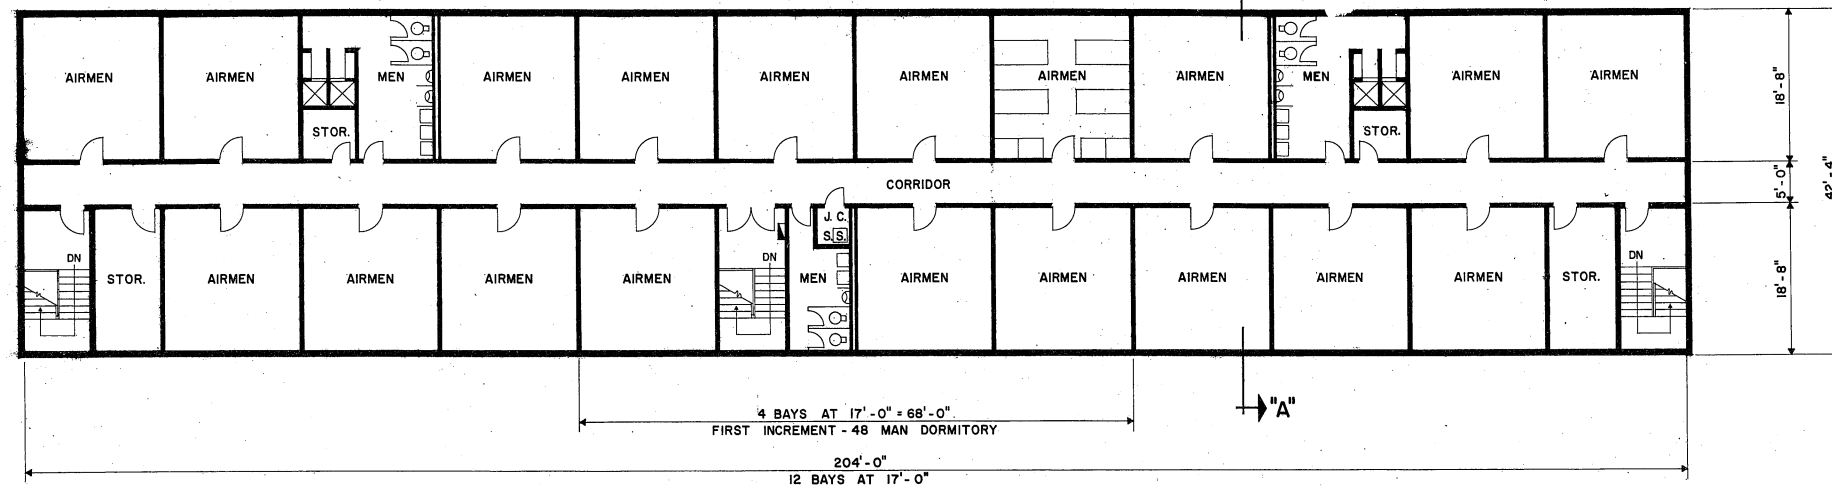 AIRMEN
AIRMEN
MEN
AIRMEN
AIRMEN
AIRMEN
AIRMEN
AIRMEN
AIRMEN
MEN
AIRMEN
AIRMEN
STOR.
STOR.
18'-8"
CORRIDOR
5'-0"
42'-4"
J. C.
S.S.
DN
STOR.
AIRMEN
AIRMEN
AIRMEN
AIRMEN
DN
MEN
AIRMEN
AIRMEN
AIRMEN
AIRMEN
AIRMEN
STOR.
DN
18'-8"
"A"
4 BAYS AT 17'-0" = 68'-0"
FIRST INCREMENT - 48 MAN DORMITORY
204'-0"
12 BAYS AT 17'-0"